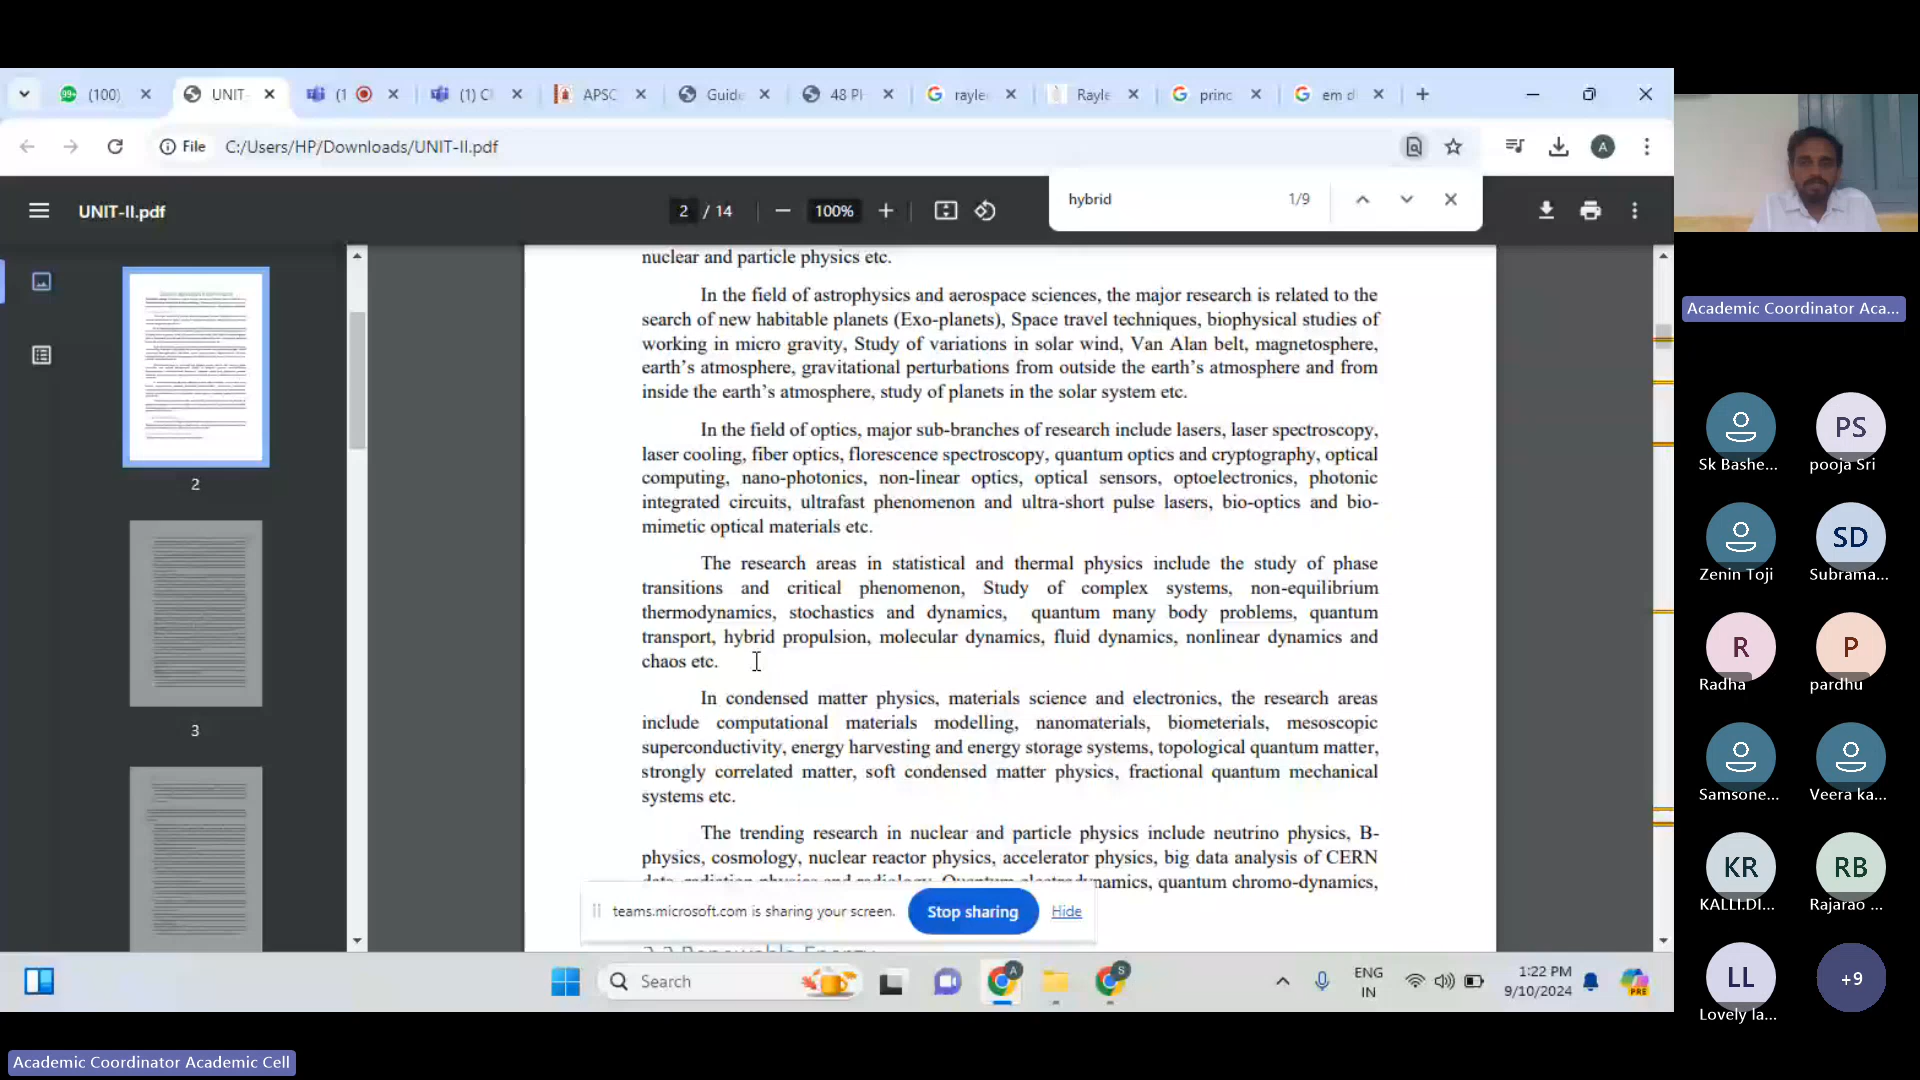 (100)
UNIT-
(1
(1) C
APSC
Guide
48 P
rayle
Rayle
princ
em d
File C:/Users/HP/Downloads/UNIT-II.pdf
A
UNIT-II.pdf
2 / 14
100%
hybrid
1/9
2
3
nuclear and particle physics etc.
In the field of astrophysics and aerospace sciences, the major research is related to the
search of new habitable planets (Exo-planets), Space travel techniques, biophysical studies of
working in micro gravity, Study of variations in solar wind, Van Alan belt, magnetosphere,
earth's atmosphere, gravitational perturbations from outside the earth's atmosphere and from
inside the earth's atmosphere, study of planets in the solar system etc.
In the field of optics, major sub-branches of research include lasers, laser spectroscopy,
laser cooling, fiber optics, florescence spectroscopy, quantum optics and cryptography, optical
computing, nano-photonics, non-linear optics, optical sensors, optoelectronics, photonic
integrated circuits, ultrafast phenomenon and ultra-short pulse lasers, bio-optics and bio-
mimetic optical materials etc.
The research areas in statistical and thermal physics include the study of phase
transitions and critical phenomenon, Study of complex systems, non-equilibrium
thermodynamics, stochastics and dynamics, quantum many body problems, quantum
transport, hybrid propulsion, molecular dynamics, fluid dynamics, nonlinear dynamics and
chaos etc.
In condensed matter physics, materials science and electronics, the research areas
include computational materials modelling, nanomaterials, biometerials, mesoscopic
superconductivity, energy harvesting and energy storage systems, topological quantum matter,
strongly correlated matter, soft condensed matter physics, fractional quantum mechanical
systems etc.
The trending research in nuclear and particle physics include neutrino physics, B-
physics, cosmology, nuclear reactor physics, accelerator physics, big data analysis of CERN
quantum chromo-dynamics,
teams.microsoft.com is sharing your screen.
Stop sharing
Hide
Search
A
S
ENG
IN
1:22 PM
9/10/2024
PRE
Academic Coordinator Aca...
Sk Bashe...
PS
pooja Sri
Zenin Toji
SD
Subrama...
R
Radha
P
pardhu
Samsone...
Veera ka...
KR
KALLI.DI...
RB
Rajarao ...
LL
Lovely la...
+9
Academic Coordinator Academic Cell